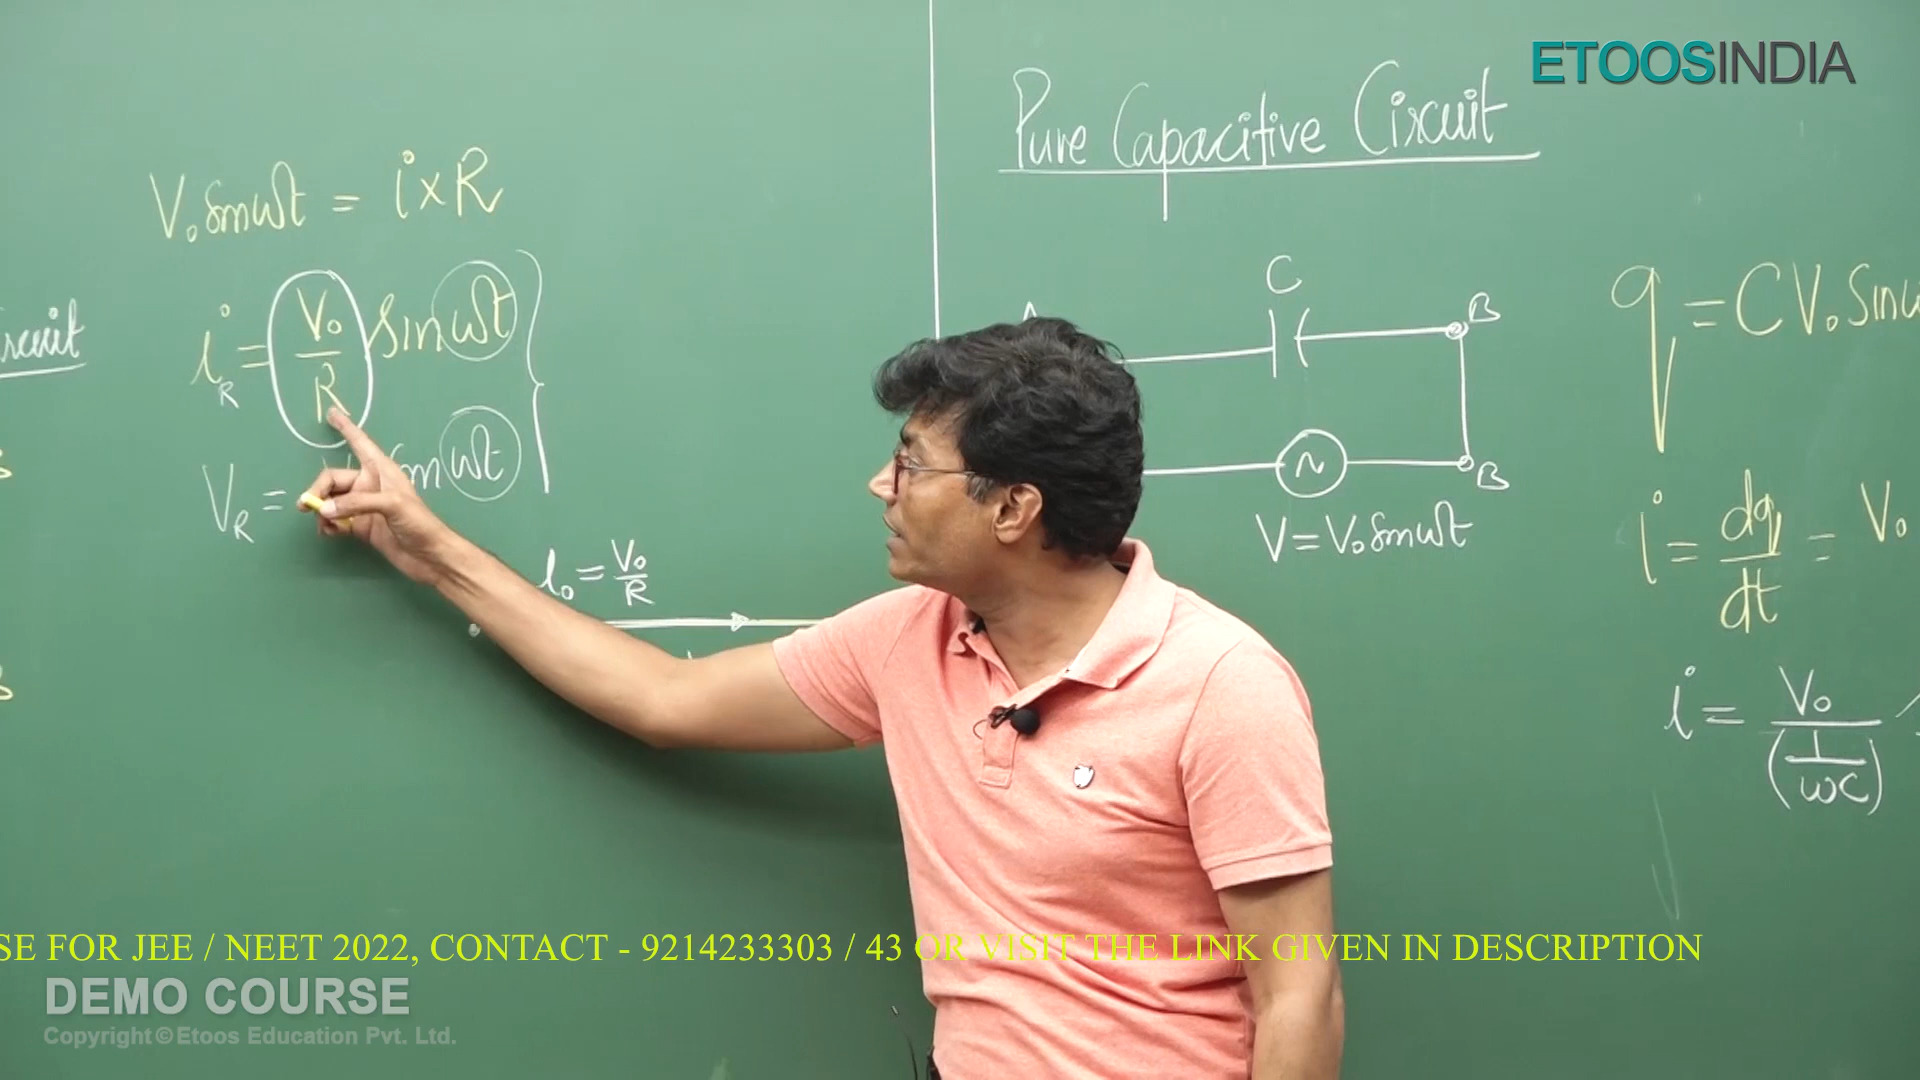 ETOOSINDIA
V₀ sinωt = i × R
i_R = V₀/R sinωt
V_R =
sinωt
i₀ = V₀/R
Pure Capacitive Circuit
C
B
B
V = V₀ sinωt
q = CV₀ Sin
i = dq/dt = V₀
i = V₀/(1/ωC)
SE FOR JEE / NEET 2022, CONTACT - 9214233303 / 43 OR VISIT THE LINK GIVEN IN DESCRIPTION
DEMO COURSE
Copyright © Etoos Education Pvt. Ltd.